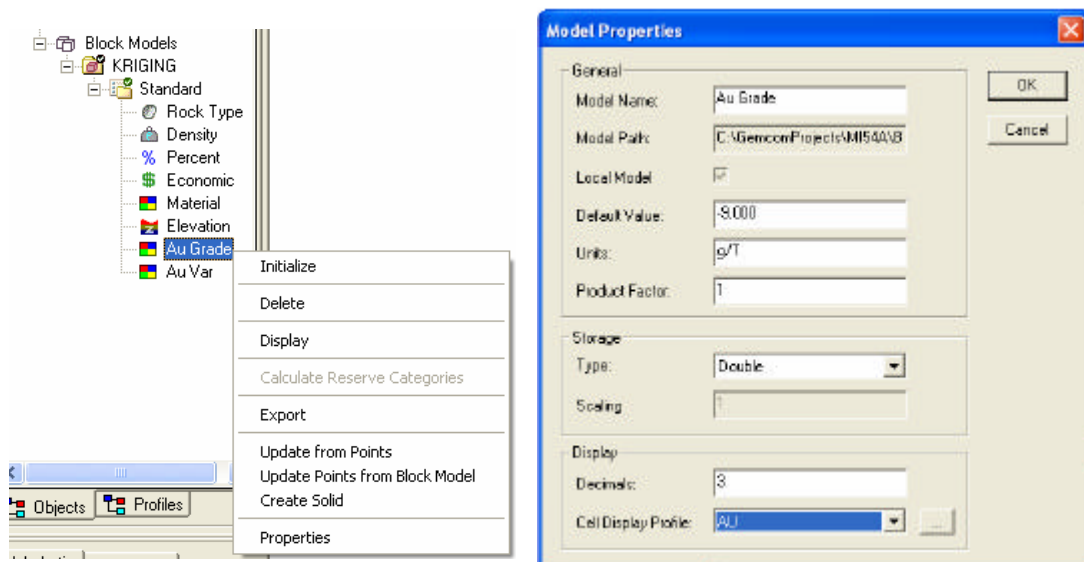 Block Models
KRIGING
Standard
Rock Type
Density
Percent
Economic
Material
Elevation
Au Grade
Au Var
Initialize
Delete
Display
Calculate Reserve Categories
Export
Update from Points
Update Points from Block Model
Create Solid
Properties
Objects
Profiles
Model Properties
General
Model Name: Au Grade
Model Path: C:\GemcomProjects\MI54A\B
Local Model
Default Value: -9.000
Units: g/T
Product Factor: 1
Storage
Type: Double
Scaling 1
Display
Decimals: 3
Cell Display Profile: AU ...
OK
Cancel